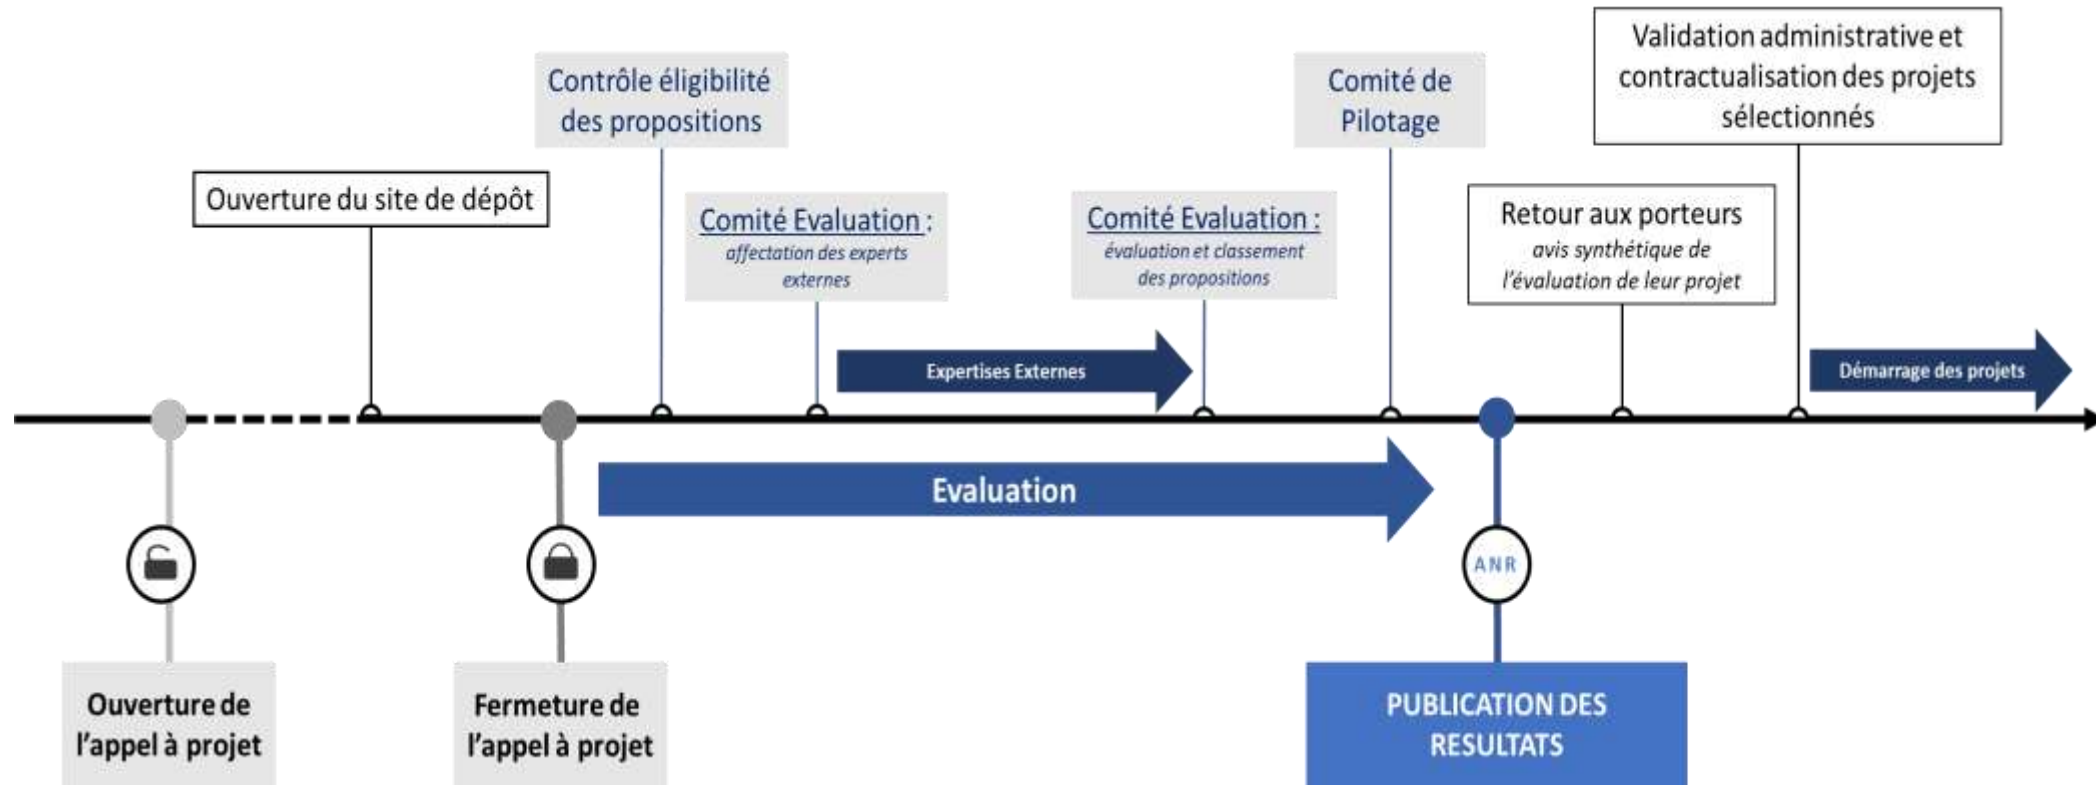 Ouverture de
l'appel à projet
Ouverture du site de dépôt
Fermeture de
l'appel à projet
Contrôle éligibilité
des propositions
Comité Evaluation :
affectation des experts
externes
Expertises Externes
Evaluation
Comité Evaluation :
évaluation et classement
des propositions
Comité de
Pilotage
ANR
PUBLICATION DES
RESULTATS
Retour aux porteurs
avis synthétique de
l'évaluation de leur projet
Validation administrative et
contractualisation des projets
sélectionnés
Démarrage des projets